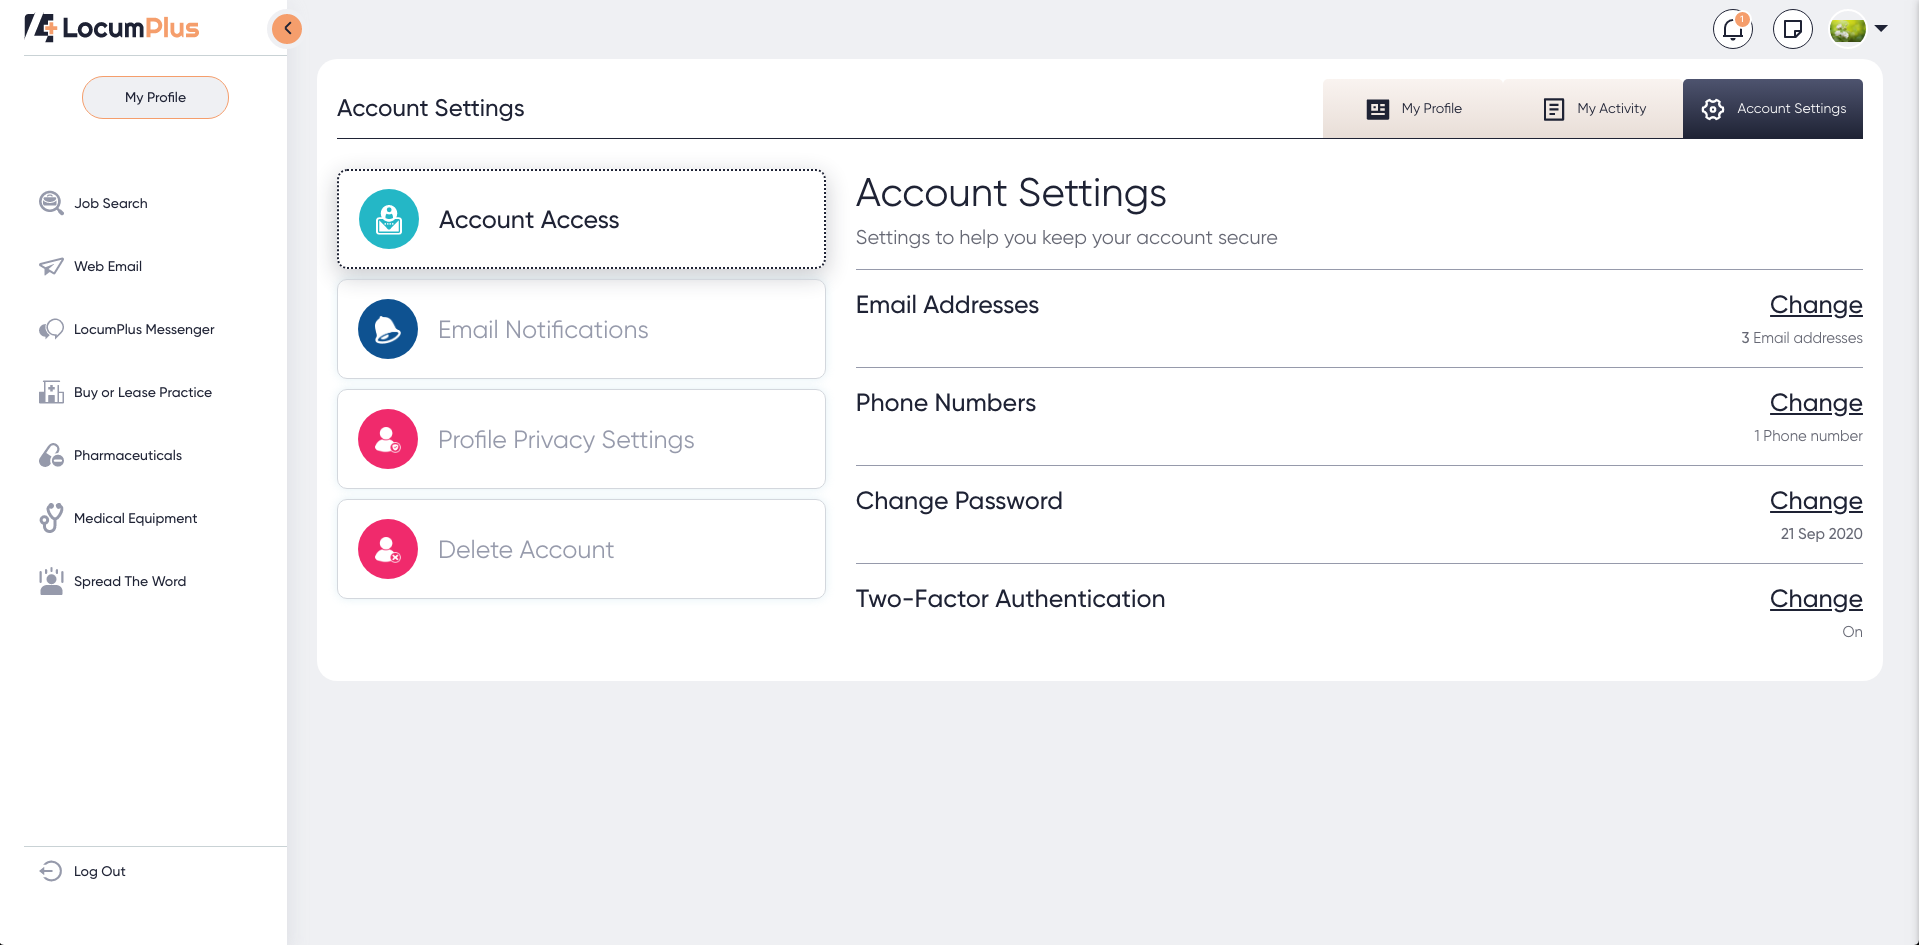 LocumPlus
1
My Profile
Job Search
Web Email
LocumPlus Messenger
Buy or Lease Practice
Pharmaceuticals
Medical Equipment
Spread The Word
Log Out
Account Settings
My Profile
My Activity
Account Settings
Account Access
Email Notifications
Profile Privacy Settings
Delete Account
Account Settings
Settings to help you keep your account secure
Email Addresses
Change
3 Email addresses
Phone Numbers
Change
1 Phone number
Change Password
Change
21 Sep 2020
Two-Factor Authentication
Change
On